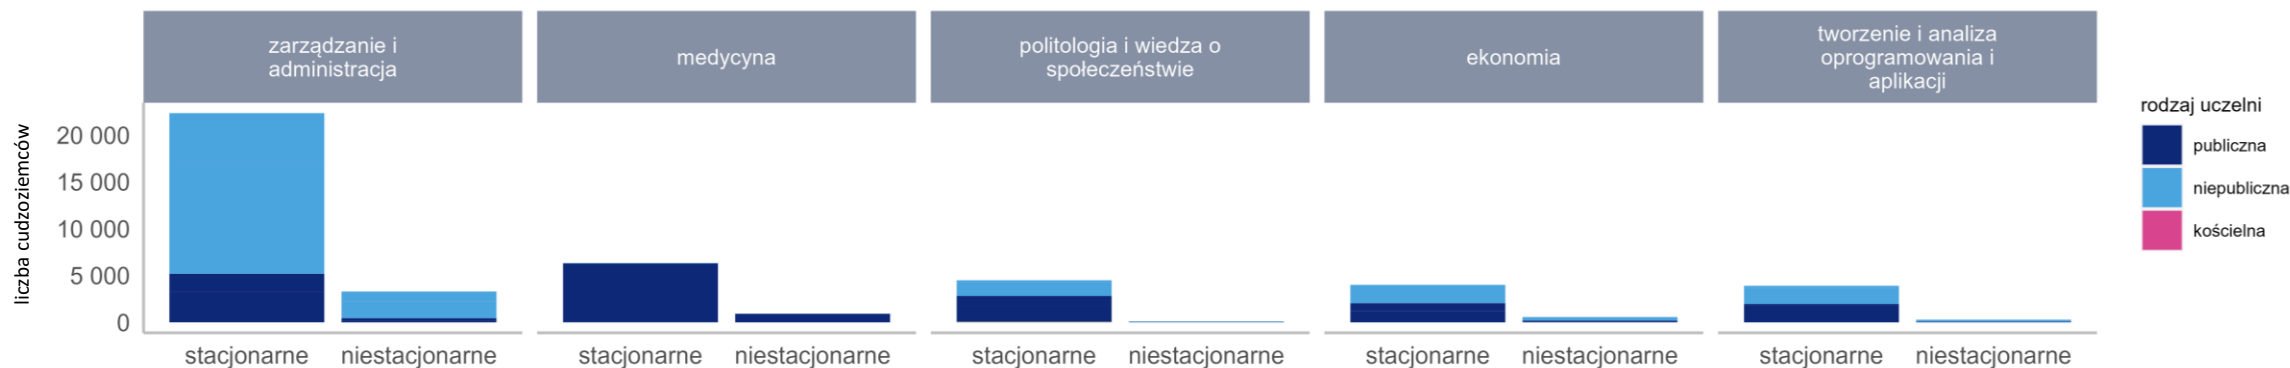 zarządzanie i
administracja
medycyna
politologia i wiedza o
społeczeństwie
ekonomia
tworzenie i analiza
oprogramowania i
aplikacji
liczba cudzoziemców
20 000
15 000
10 000
5 000
0
stacjonarne niestacjonarne
stacjonarne niestacjonarne
stacjonarne niestacjonarne
stacjonarne niestacjonarne
stacjonarne niestacjonarne
rodzaj uczelni
publiczna
niepubliczna
kościelna